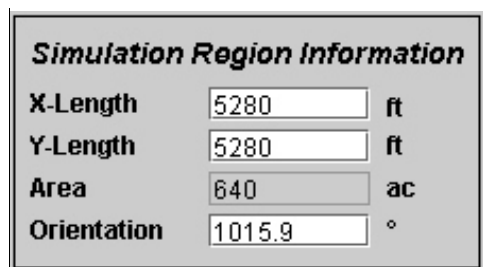 Simulation Region Information
X-Length 5280 ft
Y-Length 5280 ft
Area 640 ac
Orientation 1015.9 °